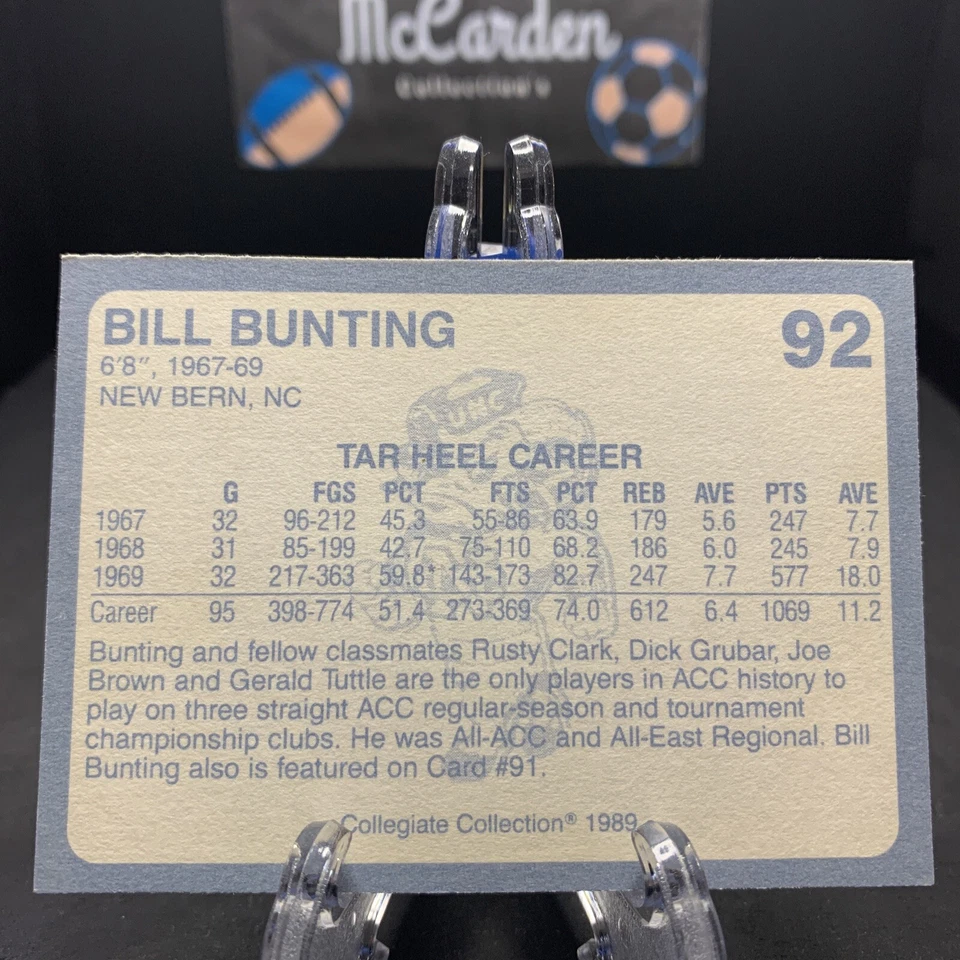 McCarden
Collection's
BILL BUNTING 92
6'8", 1967-69
NEW BERN, NC
UNC
TAR HEEL CAREER
G FGS PCT FTS PCT REB AVE PTS AVE
1967 32 96-212 45.3 55-86 63.9 179 5.6 247 7.7
1968 31 85-199 42.7 75-110 68.2 186 6.0 245 7.9
1969 32 217-363 59.8* 143-173 82.7 247 7.7 577 18.0
Career 95 398-774 51.4 273-369 74.0 612 6.4 1069 11.2
Bunting and fellow classmates Rusty Clark, Dick Grubar, Joe
Brown and Gerald Tuttle are the only players in ACC history to
play on three straight ACC regular-season and tournament
championship clubs. He was All-ACC and All-East Regional. Bill
Bunting also is featured on Card #91.
Collegiate Collection® 1989